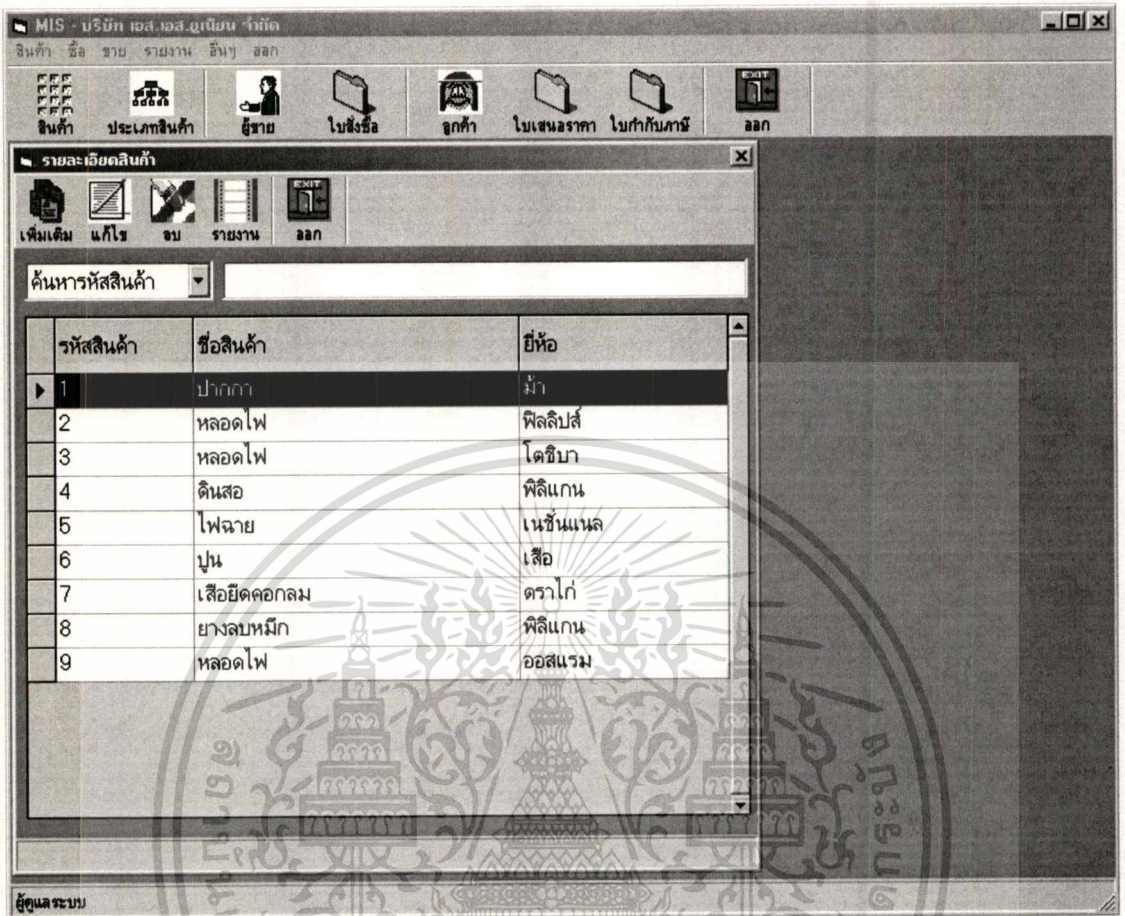 MIS - บริษัท เอส.เอส.ยูเนียน จำกัด
สินค้า ซื้อ ขาย รายงาน อื่นๆ ออก
สินค้า ประเภทสินค้า ผู้ขาย ใบสั่งซื้อ ลูกค้า ใบเสนอราคา ใบกำกับภาษี EXIT ออก
รายละเอียดสินค้า
เพิ่มเติม แก้ไข ลบ รายงาน EXIT ออก
ค้นหารหัสสินค้า
รหัสสินค้า ชื่อสินค้า ยี่ห้อ
1 ปากกา ม้า
2 หลอดไฟ ฟิลลิปส์
3 หลอดไฟ โตชิบา
4 ดินสอ พิลิแกน
5 ไฟฉาย เนชั่นแนล
6 ปูน เสือ
7 เสือยืดคอกลม ตราไก่
8 ยางลบหมึก พิลิแกน
9 หลอดไฟ ออสแรม
ผู้ดูแลระบบ